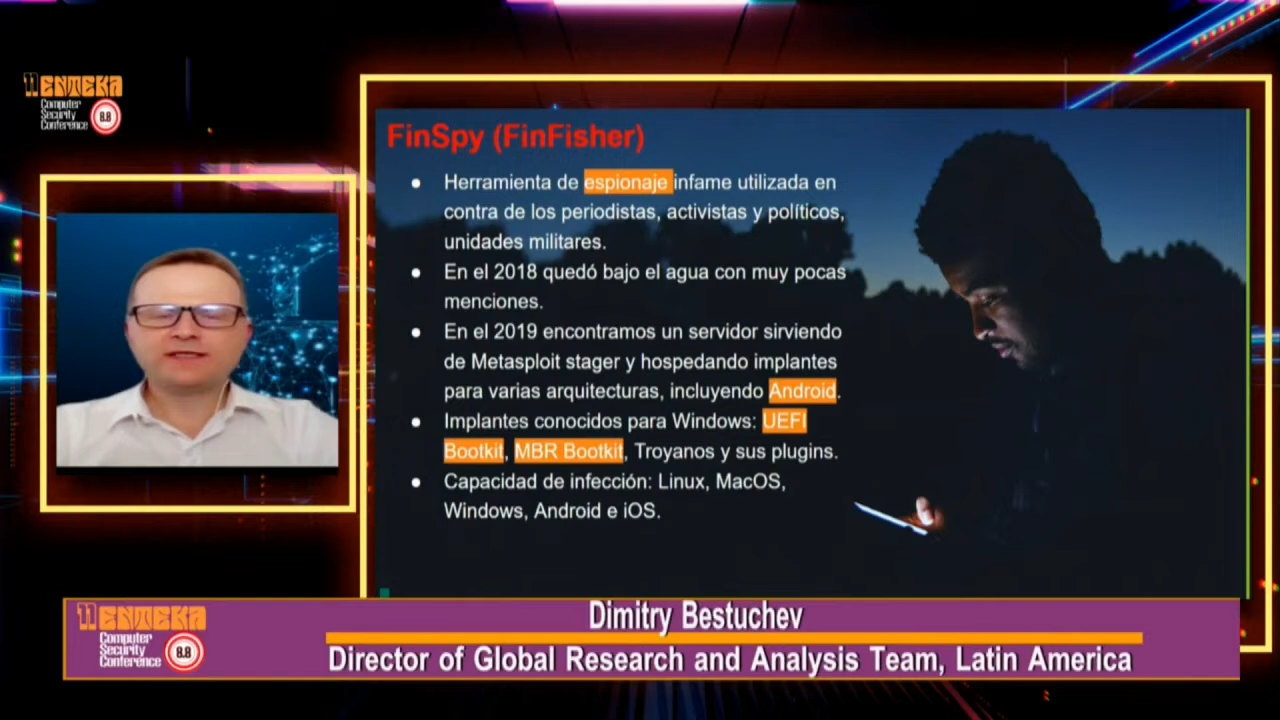 11ENTEKA
Computer
Security
Conference
8.8
FinSpy (FinFisher)
● Herramienta de espionaje infame utilizada en
contra de los periodistas, activistas y políticos,
unidades militares.
● En el 2018 quedó bajo el agua con muy pocas
menciones.
● En el 2019 encontramos un servidor sirviendo
de Metasploit stager y hospedando implantes
para varias arquitecturas, incluyendo Android.
● Implantes conocidos para Windows: UEFI
Bootkit, MBR Bootkit, Troyanos y sus plugins.
● Capacidad de infección: Linux, MacOS,
Windows, Android e iOS.
11ENTEKA
Computer
Security
Conference
8.8
Dimitry Bestuchev
Director of Global Research and Analysis Team, Latin America